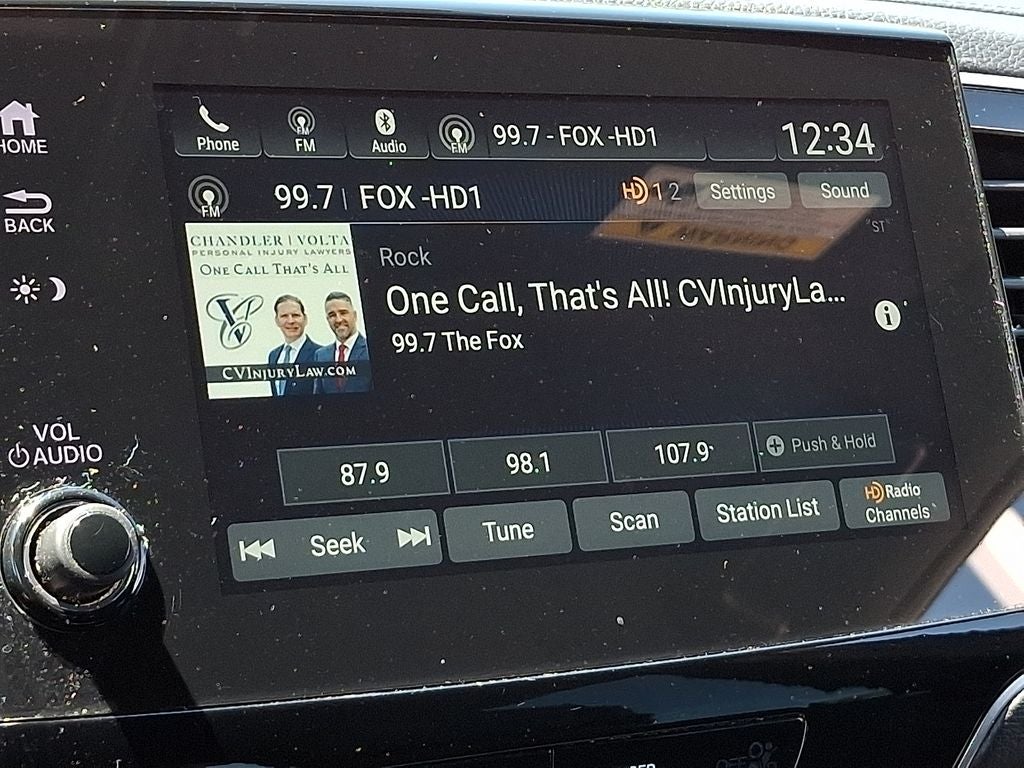 HOME
BACK
VOL
AUDIO
Phone
FM
Audio
FM
99.7 - FOX -HD1
12:34
FM
99.7 | FOX -HD1
HD 1 2
Settings
Sound
"ST"
CHANDLER | VOLTA
PERSONAL INJURY LAWYERS
ONE CALL THAT'S ALL
CV
CVINJURYLAW.COM
Rock
One Call, That's All! CVInjuryLa...
99.7 The Fox
i
87.9
98.1
107.9
+ Push & Hold
Seek
Tune
Scan
Station List
HD Radio
Channels